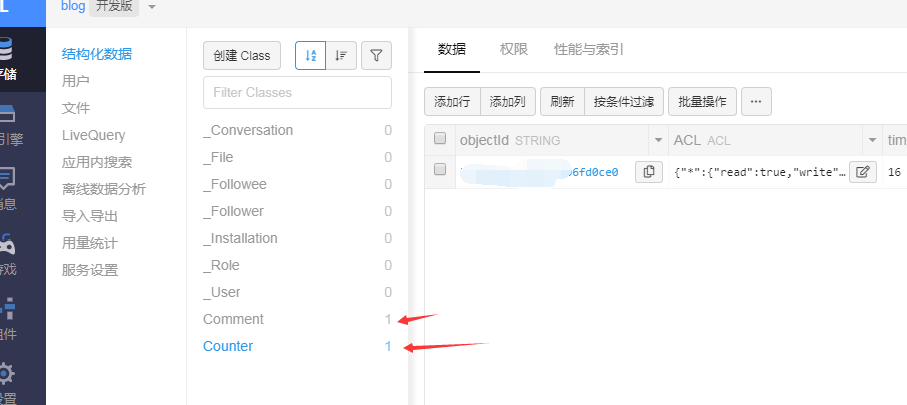 L
blog 开发版
存储
引擎
消息
游戏
组件
设置
结构化数据
用户
文件
LiveQuery
应用内搜索
离线数据分析
导入导出
用量统计
服务设置
创建 Class
Filter Classes
_Conversation 0
_File 0
_Followee 0
_Follower 0
_Installation 0
_Role 0
_User 0
Comment 1
Counter 1
数据 权限 性能与索引
添加行 添加列 刷新 按条件过滤 批量操作 ...
objectId STRING ACL ACL tim
06fd0ce0 {"*":{"read":true,"write"… 16